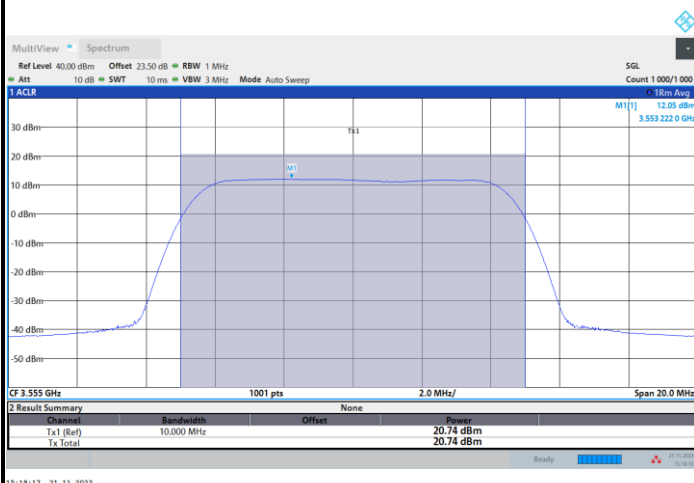 MultiView Spectrum
Ref Level 40.00 dBm Offset 23.50 dB RBW 1 MHz SGL
Att 10 dB SWT 10 ms VBW 3 MHz Mode Auto Sweep Count 1 000/1 000
1 ACLR 1Rm Avg
M1[1] 12.05 dBm
3.553 222 0 GHz
30 dBm
Tx1
20 dBm
M1
10 dBm
0 dBm
-10 dBm
-20 dBm
-30 dBm
-40 dBm
-50 dBm
CF 3.555 GHz 1001 pts 2.0 MHz/ Span 20.0 MHz
2 Result Summary None
Channel Bandwidth Offset Power
Tx1 (Ref) 10.000 MHz 20.74 dBm
Tx Total 20.74 dBm
Ready